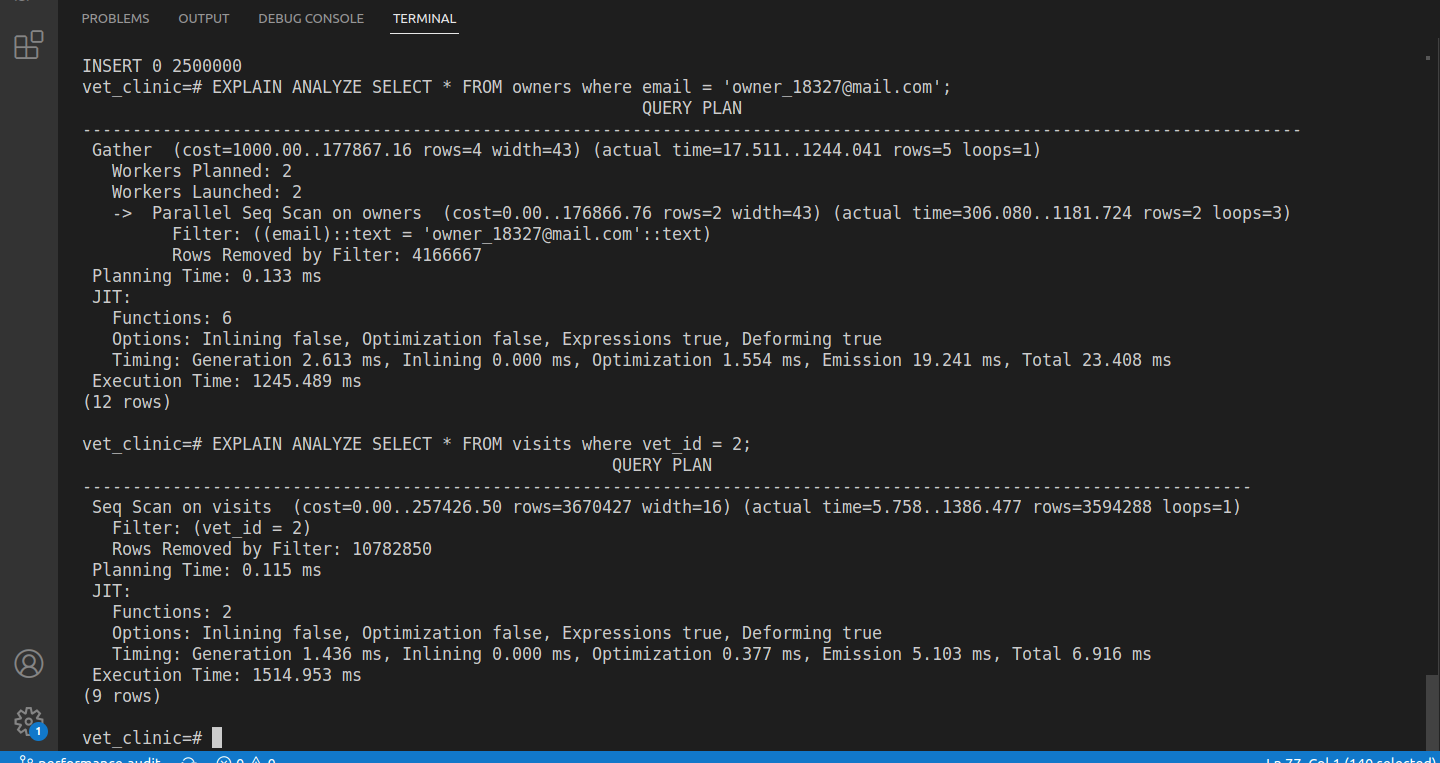 PROBLEMS OUTPUT DEBUG CONSOLE TERMINAL
INSERT 0 2500000
vet_clinic=# EXPLAIN ANALYZE SELECT * FROM owners where email = 'owner_18327@mail.com';
QUERY PLAN
--------------------------------------------------------------------------------------------------------------------------
Gather (cost=1000.00..177867.16 rows=4 width=43) (actual time=17.511..1244.041 rows=5 loops=1)
Workers Planned: 2
Workers Launched: 2
-> Parallel Seq Scan on owners (cost=0.00..176866.76 rows=2 width=43) (actual time=306.080..1181.724 rows=2 loops=3)
Filter: ((email)::text = 'owner_18327@mail.com'::text)
Rows Removed by Filter: 4166667
Planning Time: 0.133 ms
JIT:
Functions: 6
Options: Inlining false, Optimization false, Expressions true, Deforming true
Timing: Generation 2.613 ms, Inlining 0.000 ms, Optimization 1.554 ms, Emission 19.241 ms, Total 23.408 ms
Execution Time: 1245.489 ms
(12 rows)
vet_clinic=# EXPLAIN ANALYZE SELECT * FROM visits where vet_id = 2;
QUERY PLAN
---------------------------------------------------------------------------------------------------------------------
Seq Scan on visits (cost=0.00..257426.50 rows=3670427 width=16) (actual time=5.758..1386.477 rows=3594288 loops=1)
Filter: (vet_id = 2)
Rows Removed by Filter: 10782850
Planning Time: 0.115 ms
JIT:
Functions: 2
Options: Inlining false, Optimization false, Expressions true, Deforming true
Timing: Generation 1.436 ms, Inlining 0.000 ms, Optimization 0.377 ms, Emission 5.103 ms, Total 6.916 ms
Execution Time: 1514.953 ms
(9 rows)
1
vet_clinic=#
performance audit 0 0 Ln 77, Col 1 (140 selected)